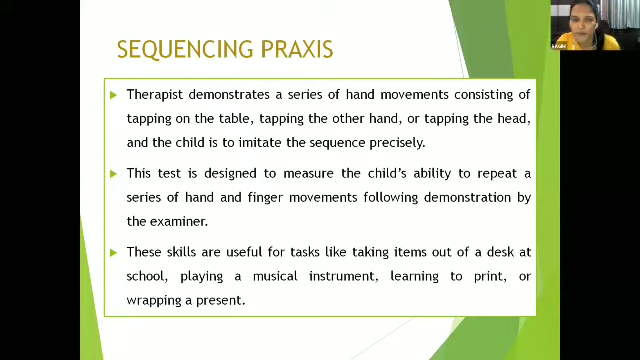 SEQUENCING PRAXIS
Therapist demonstrates a series of hand movements consisting of
tapping on the table, tapping the other hand, or tapping the head,
and the child is to imitate the sequence precisely.
This test is designed to measure the child's ability to repeat a
series of hand and finger movements following demonstration by
the examiner.
These skills are useful for tasks like taking items out of a desk at
school, playing a musical instrument, learning to print, or
wrapping a present.